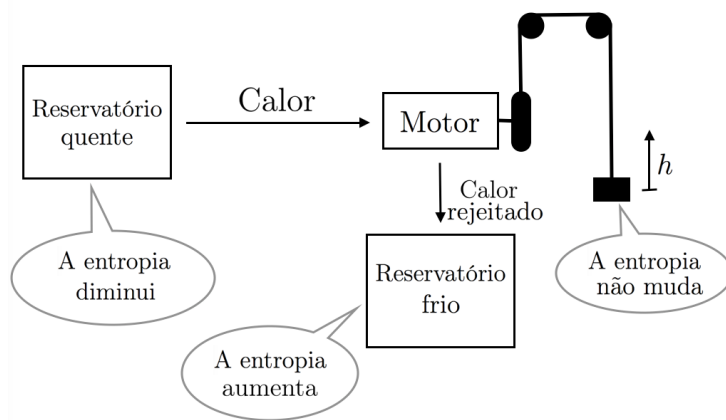 Reservatório
quente
Calor
Motor
h
Calor
rejeitado
A entropia
diminui
Reservatório
frio
A entropia
não muda
A entropia
aumenta